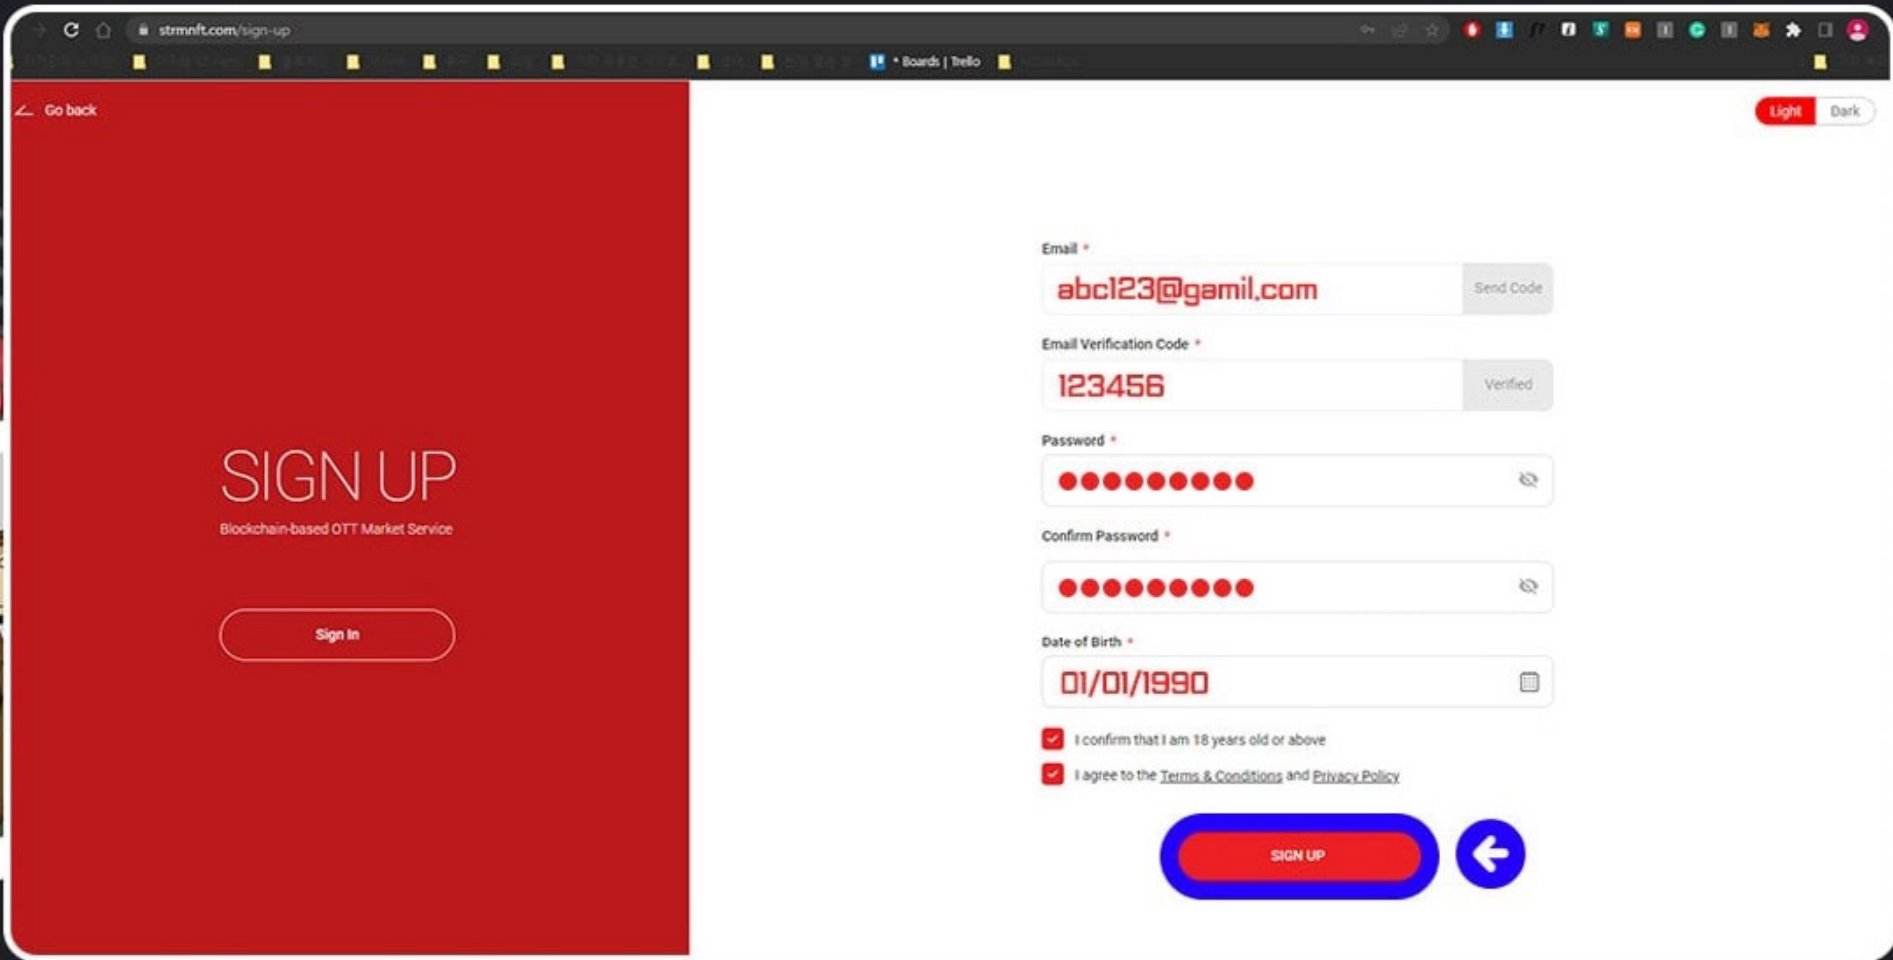 strmnft.com/sign-up
* Boards | Trello
Go back
Light Dark
SIGN UP
Blockchain-based OTT Market Service
Sign In
Email *
abc123@gamil.com
Send Code
Email Verification Code *
123456
Verified
Password *
Confirm Password *
Date of Birth *
01/01/1990
I confirm that I am 18 years old or above
I agree to the Terms & Conditions and Privacy Policy
SIGN UP